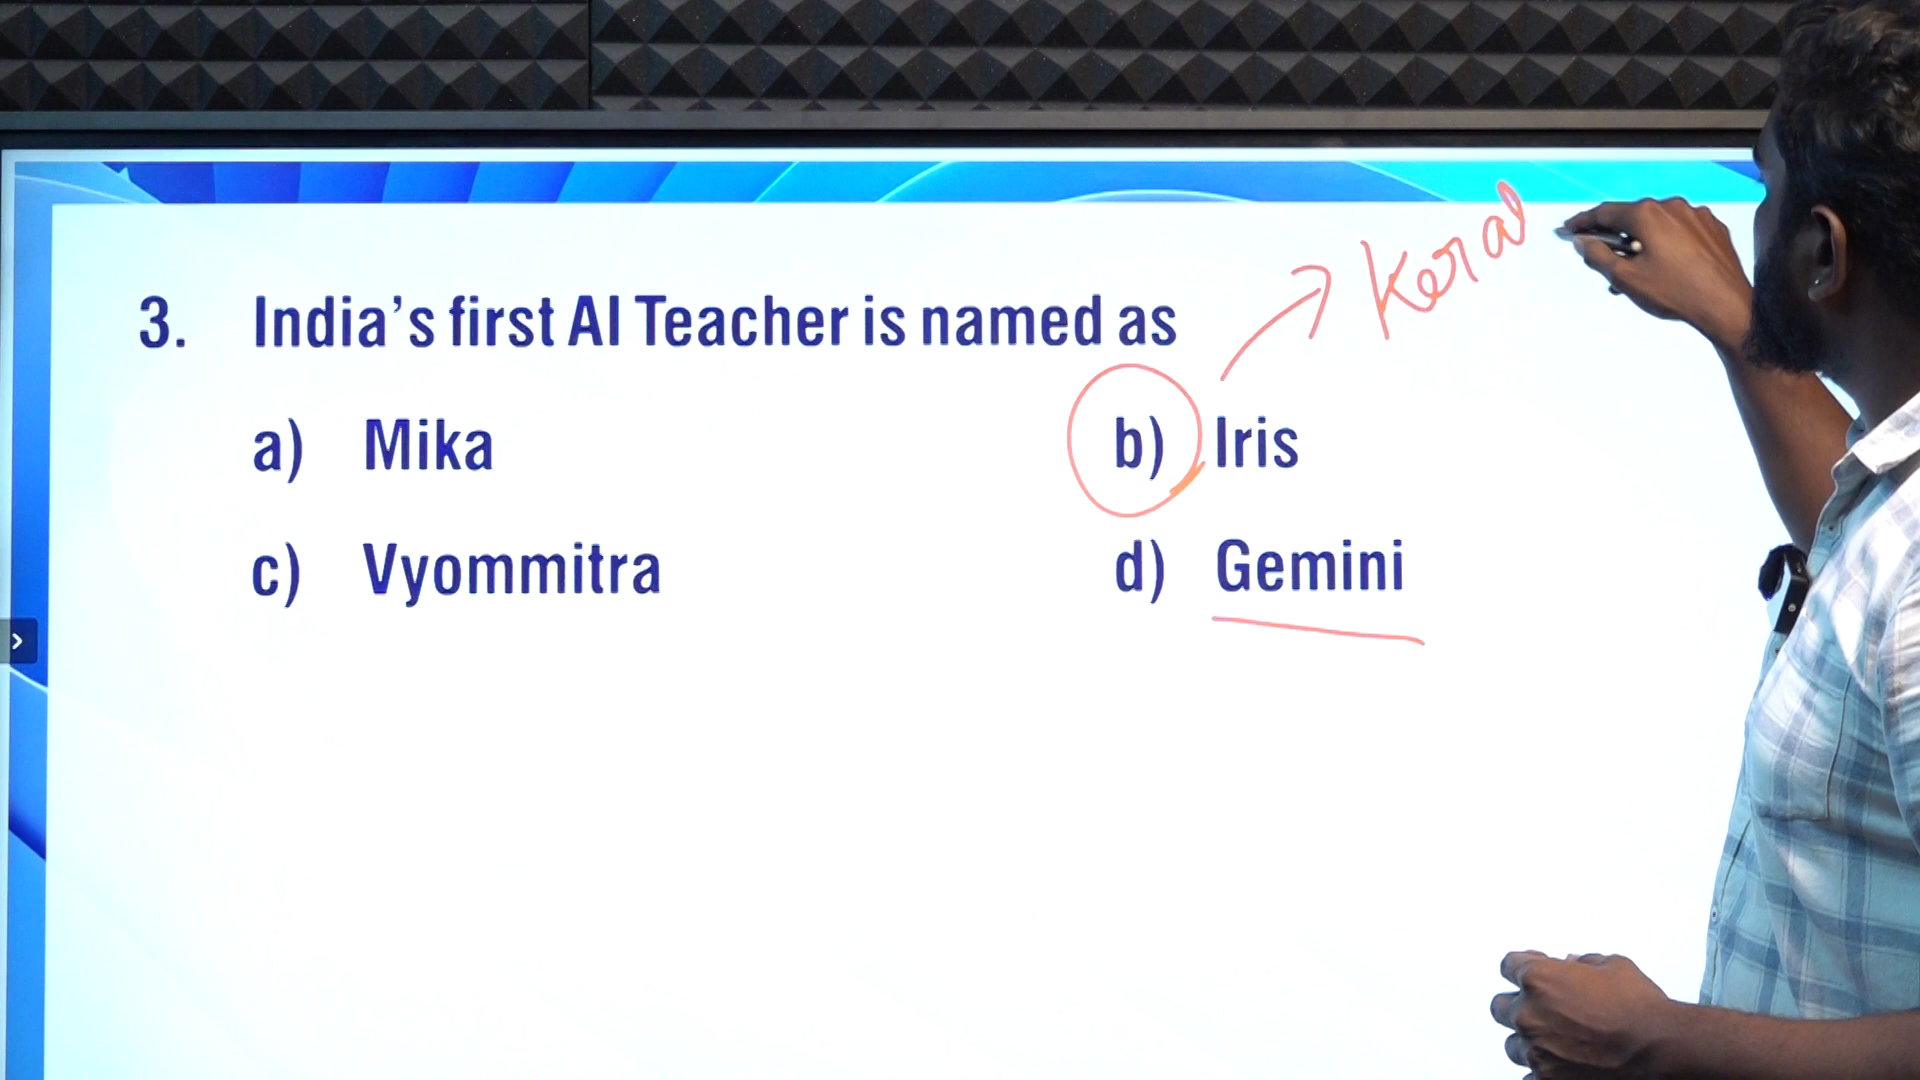 Keral
3. India's first AI Teacher is named as
a) Mika b) Iris
c) Vyommitra d) Gemini